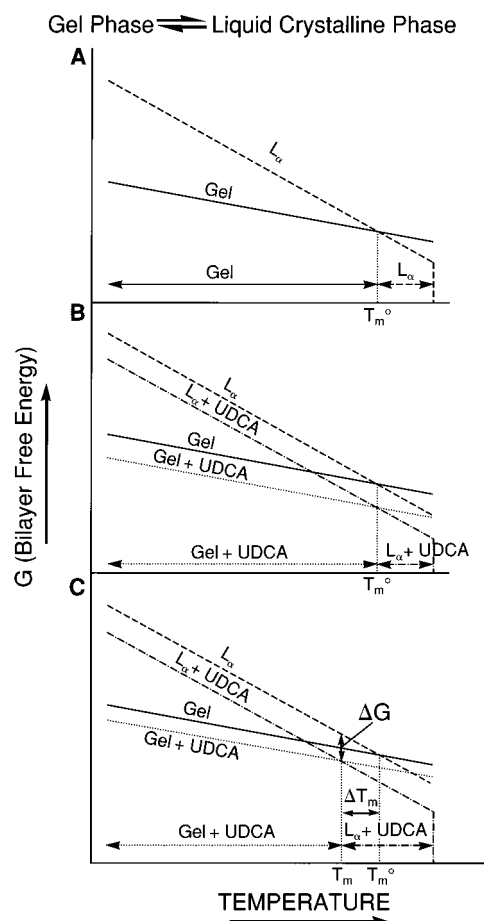 Gel Phase ⇌ Liquid Crystalline Phase
A
Lα
Gel
Gel
Lα
Tm°
B
Lα
Lα + UDCA
Gel
Gel + UDCA
Gel + UDCA
Lα + UDCA
Tm°
G (Bilayer Free Energy)
C
Lα
Lα + UDCA
Gel
ΔG
Gel + UDCA
ΔTm
Gel + UDCA
Lα + UDCA
Tm Tm°
TEMPERATURE